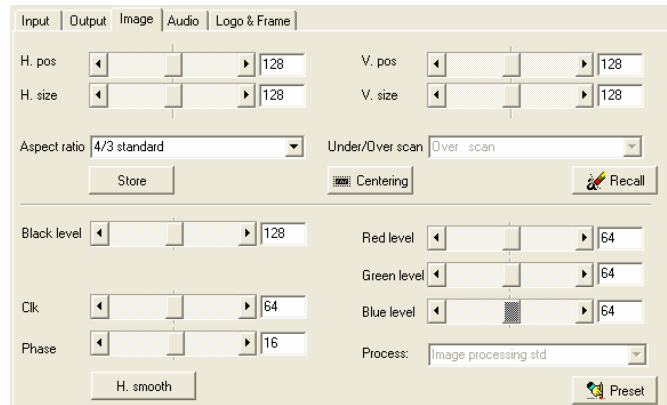 Input Output Image Audio Logo & Frame
H. pos 128 V. pos 128
H. size 128 V. size 128
Aspect ratio 4/3 standard Under/Over scan Over scan
Store Centering Recall
Black level 128 Red level 64
Green level 64
Clk 64 Blue level 64
Phase 16 Process: Image processing std
H. smooth Preset